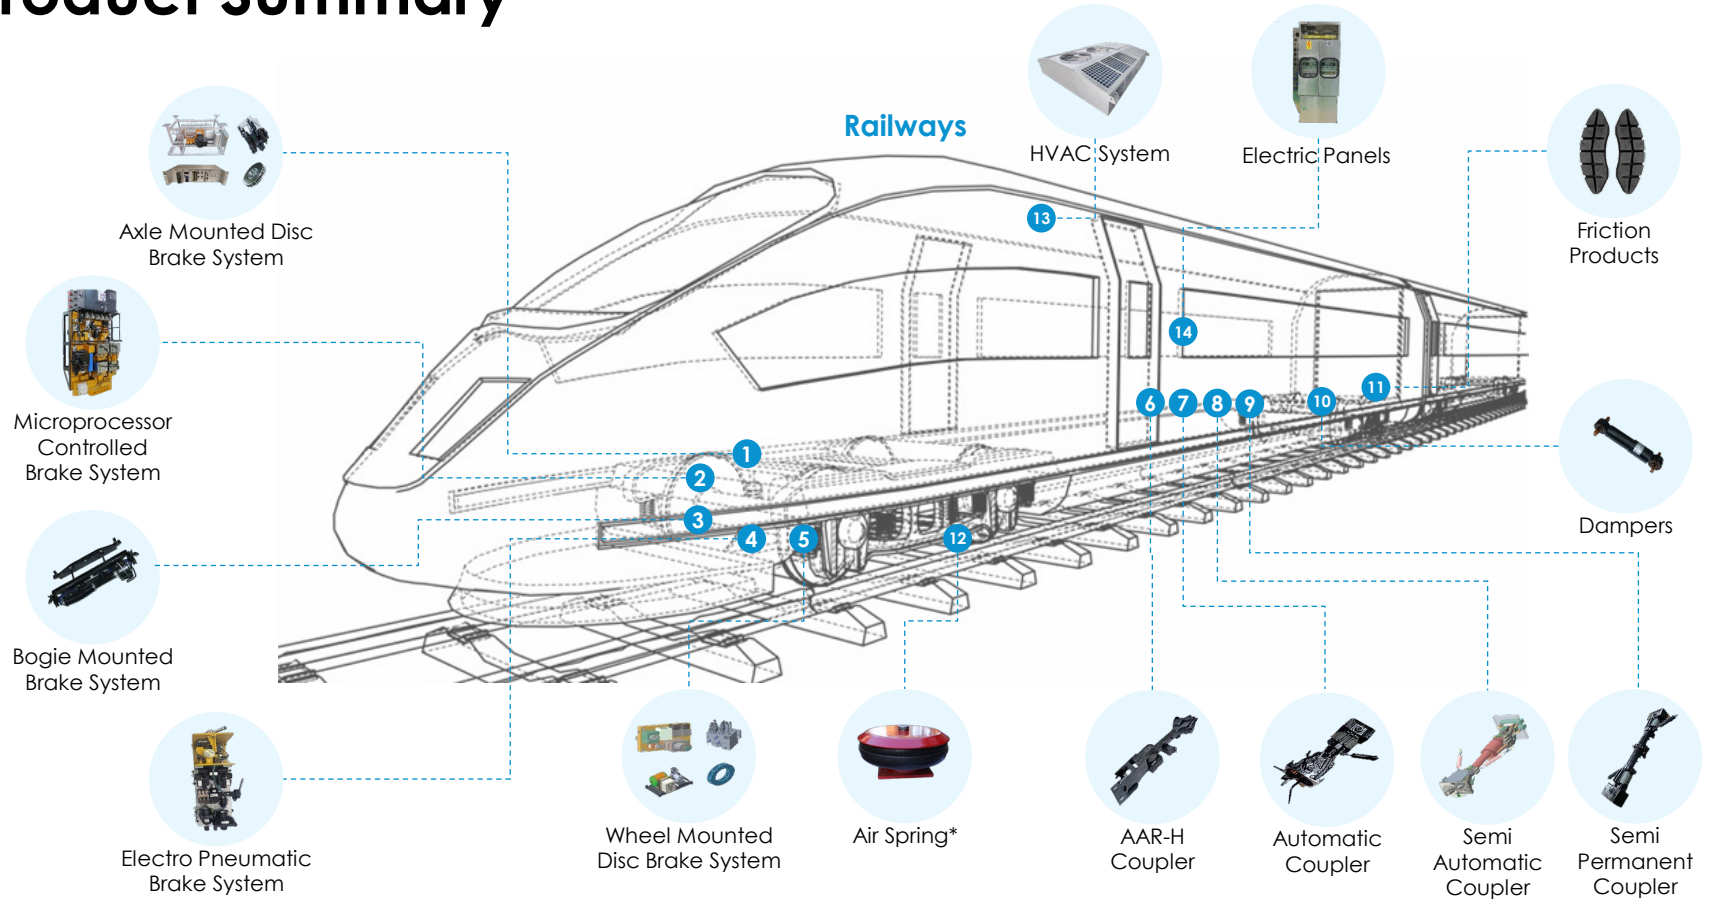 roduct Summary
Railways
HVAC System
Electric Panels
Friction
Products
Axle Mounted Disc
Brake System
Microprocessor
Controlled
Brake System
Bogie Mounted
Brake System
Electro Pneumatic
Brake System
Wheel Mounted
Disc Brake System
Air Spring*
AAR-H
Coupler
Automatic
Coupler
Semi
Automatic
Coupler
Semi
Permanent
Coupler
Dampers
13
14
11
6
7
8
9
10
1
2
3
4
5
12